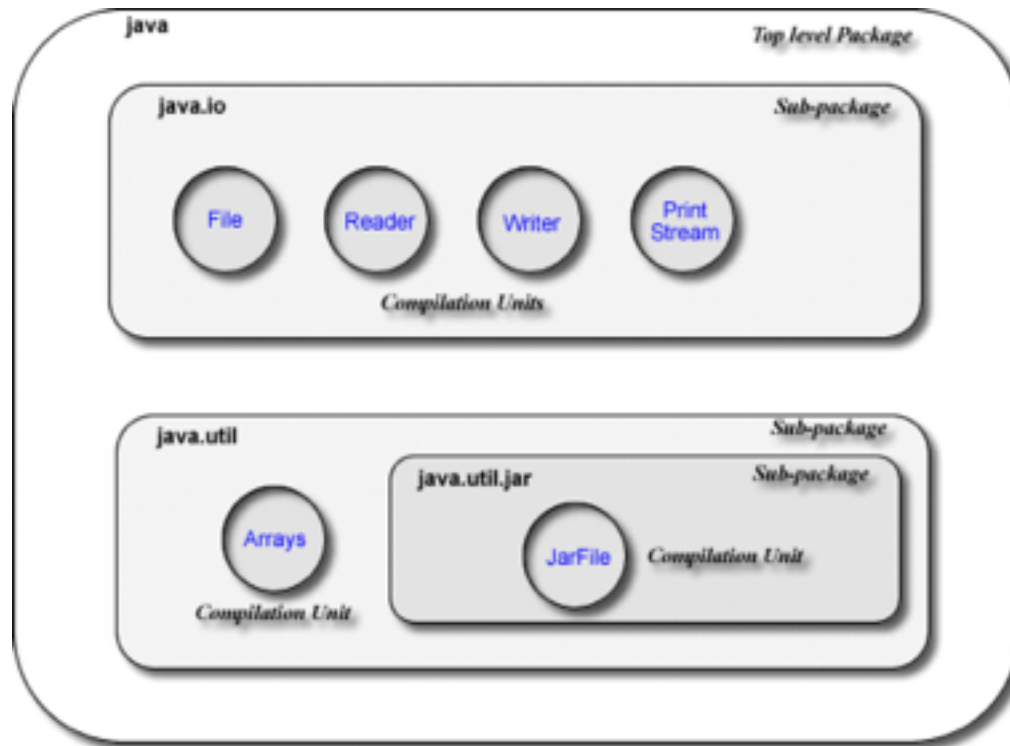 java
Top level Package
java.io
Sub-package
File
Reader
Writer
Print
Stream
Compilation Units
java.util
Sub-package
java.util.jar
Sub-package
Arrays
JarFile
Compilation Unit
Compilation Unit